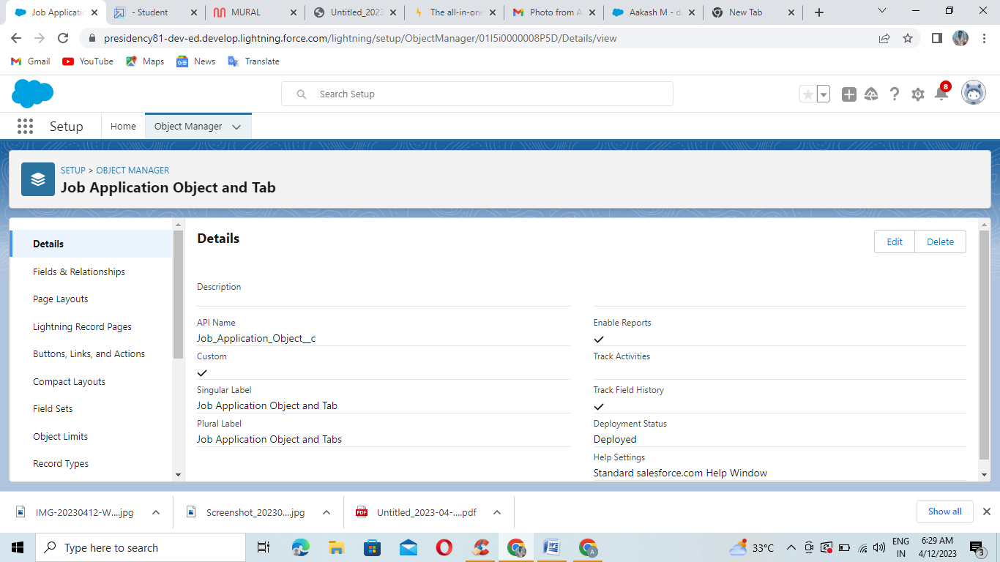 Job Applicatio
- Student
MURAL
Untitled_2023
The all-in-one
Photo from A
Aakash M - d
New Tab
presidency81-dev-ed.develop.lightning.force.com/lightning/setup/ObjectManager/01I5i0000008P5D/Details/view
Gmail
YouTube
Maps
News
Translate
Search Setup
8
Setup
Home
Object Manager
SETUP > OBJECT MANAGER
Job Application Object and Tab
Details
Fields & Relationships
Page Layouts
Lightning Record Pages
Buttons, Links, and Actions
Compact Layouts
Field Sets
Object Limits
Record Types
Details
Edit
Delete
Description
API Name
Job_Application_Object__c
Custom
Singular Label
Job Application Object and Tab
Plural Label
Job Application Object and Tabs
Enable Reports
Track Activities
Track Field History
Deployment Status
Deployed
Help Settings
Standard salesforce.com Help Window
IMG-20230412-W....jpg
Screenshot_20230....jpg
PDF
Untitled_2023-04-....pdf
Show all
Type here to search
33°C
ENG
IN
6:29 AM
4/12/2023
3